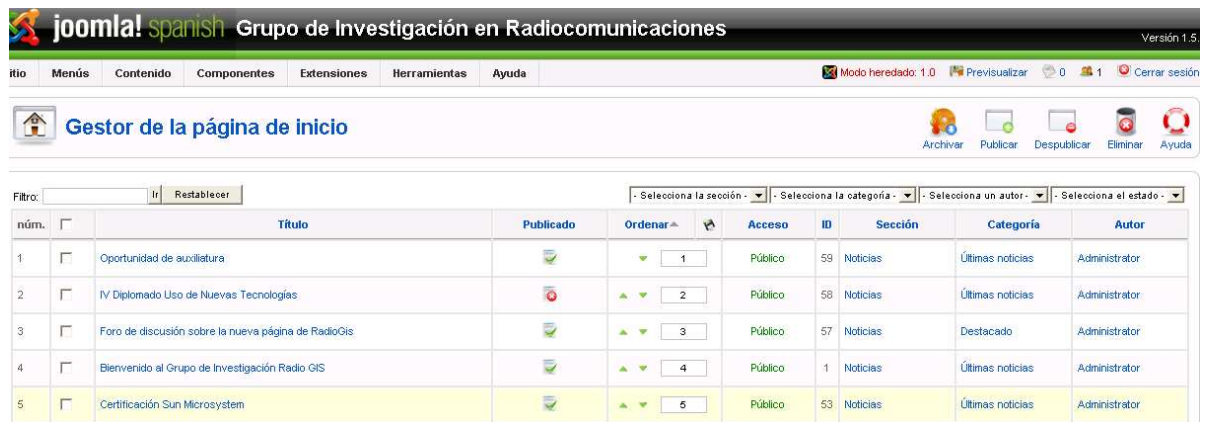 joomla! spanish Grupo de Investigación en Radiocomunicaciones
Versión 1.5.
itio Menús Contenido Componentes Extensiones Herramientas Ayuda Modo heredado: 1.0 Previsualizar 0 1 Cerrar sesión
Gestor de la página de inicio
Archivar Publicar Despublicar Eliminar Ayuda
Filtro: Ir Restablecer - Selecciona la sección - - Selecciona la categoría - - Selecciona un autor - - Selecciona el estado -
núm. Título Publicado Ordenar Acceso ID Sección Categoría Autor
1 Oportunidad de auxiliatura 1 Público 59 Noticias Últimas noticias Administrator
2 IV Diplomado Uso de Nuevas Tecnologías 2 Público 58 Noticias Últimas noticias Administrator
3 Foro de discusión sobre la nueva página de RadioGis 3 Público 57 Noticias Destacado Administrator
4 Bienvenido al Grupo de Investigación Radio GIS 4 Público 1 Noticias Últimas noticias Administrator
5 Certificación Sun Microsystem 5 Público 53 Noticias Últimas noticias Administrator